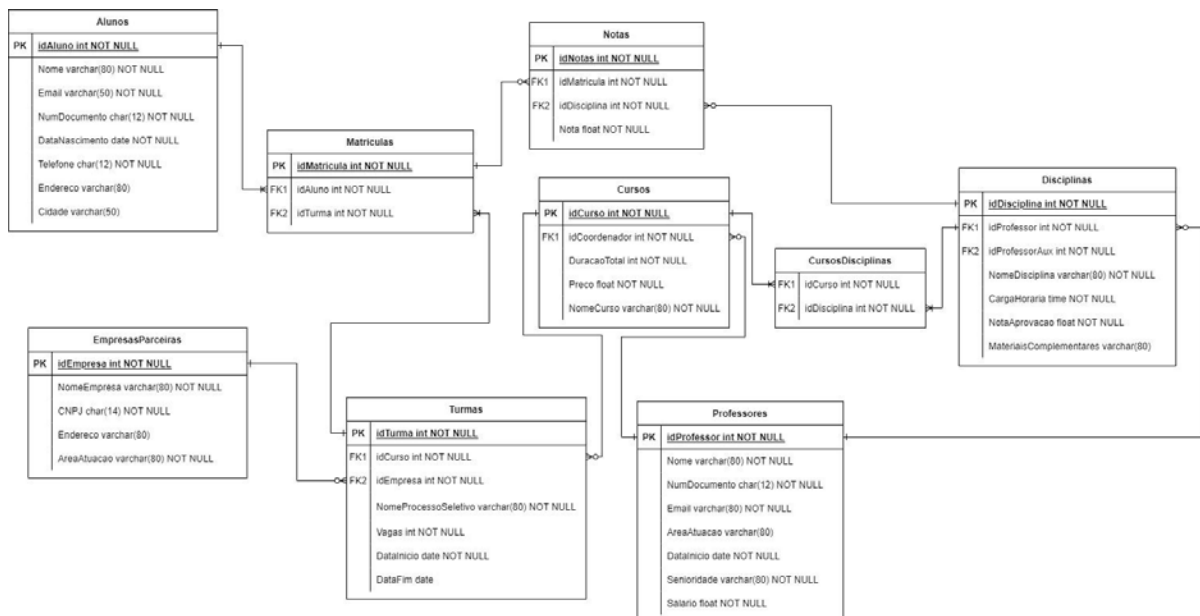 Alunos
PK idAluno int NOT NULL
Nome varchar(80) NOT NULL
Email varchar(50) NOT NULL
NumDocumento char(12) NOT NULL
DataNascimento date NOT NULL
Telefone char(12) NOT NULL
Endereco varchar(80)
Cidade varchar(50)
Matriculas
PK idMatricula int NOT NULL
FK1 idAluno int NOT NULL
FK2 idTurma int NOT NULL
Notas
PK idNotas int NOT NULL
FK1 idMatricula int NOT NULL
FK2 idDisciplina int NOT NULL
Nota float NOT NULL
Cursos
PK idCurso int NOT NULL
FK1 idCoordenador int NOT NULL
DuracaoTotal int NOT NULL
Preco float NOT NULL
NomeCurso varchar(80) NOT NULL
CursosDisciplinas
FK1 idCurso int NOT NULL
FK2 idDisciplina int NOT NULL
Disciplinas
PK idDisciplina int NOT NULL
FK1 idProfessor int NOT NULL
FK2 idProfessorAux int NOT NULL
NomeDisciplina varchar(80) NOT NULL
CargaHoraria time NOT NULL
NotaAprovacao float NOT NULL
MateriaisComplementares varchar(80)
EmpresasParceiras
PK idEmpresa int NOT NULL
NomeEmpresa varchar(80) NOT NULL
CNPJ char(14) NOT NULL
Endereco varchar(80)
AreaAtuacao varchar(80) NOT NULL
Turmas
PK idTurma int NOT NULL
FK1 idCurso int NOT NULL
FK2 idEmpresa int NOT NULL
NomeProcessoSeletivo varchar(80) NOT NULL
Vagas int NOT NULL
DataInicio date NOT NULL
DataFim date
Professores
PK idProfessor int NOT NULL
Nome varchar(80) NOT NULL
NumDocumento char(12) NOT NULL
Email varchar(80) NOT NULL
AreaAtuacao varchar(80)
DataInicio date NOT NULL
Senioridade varchar(80) NOT NULL
Salario float NOT NULL